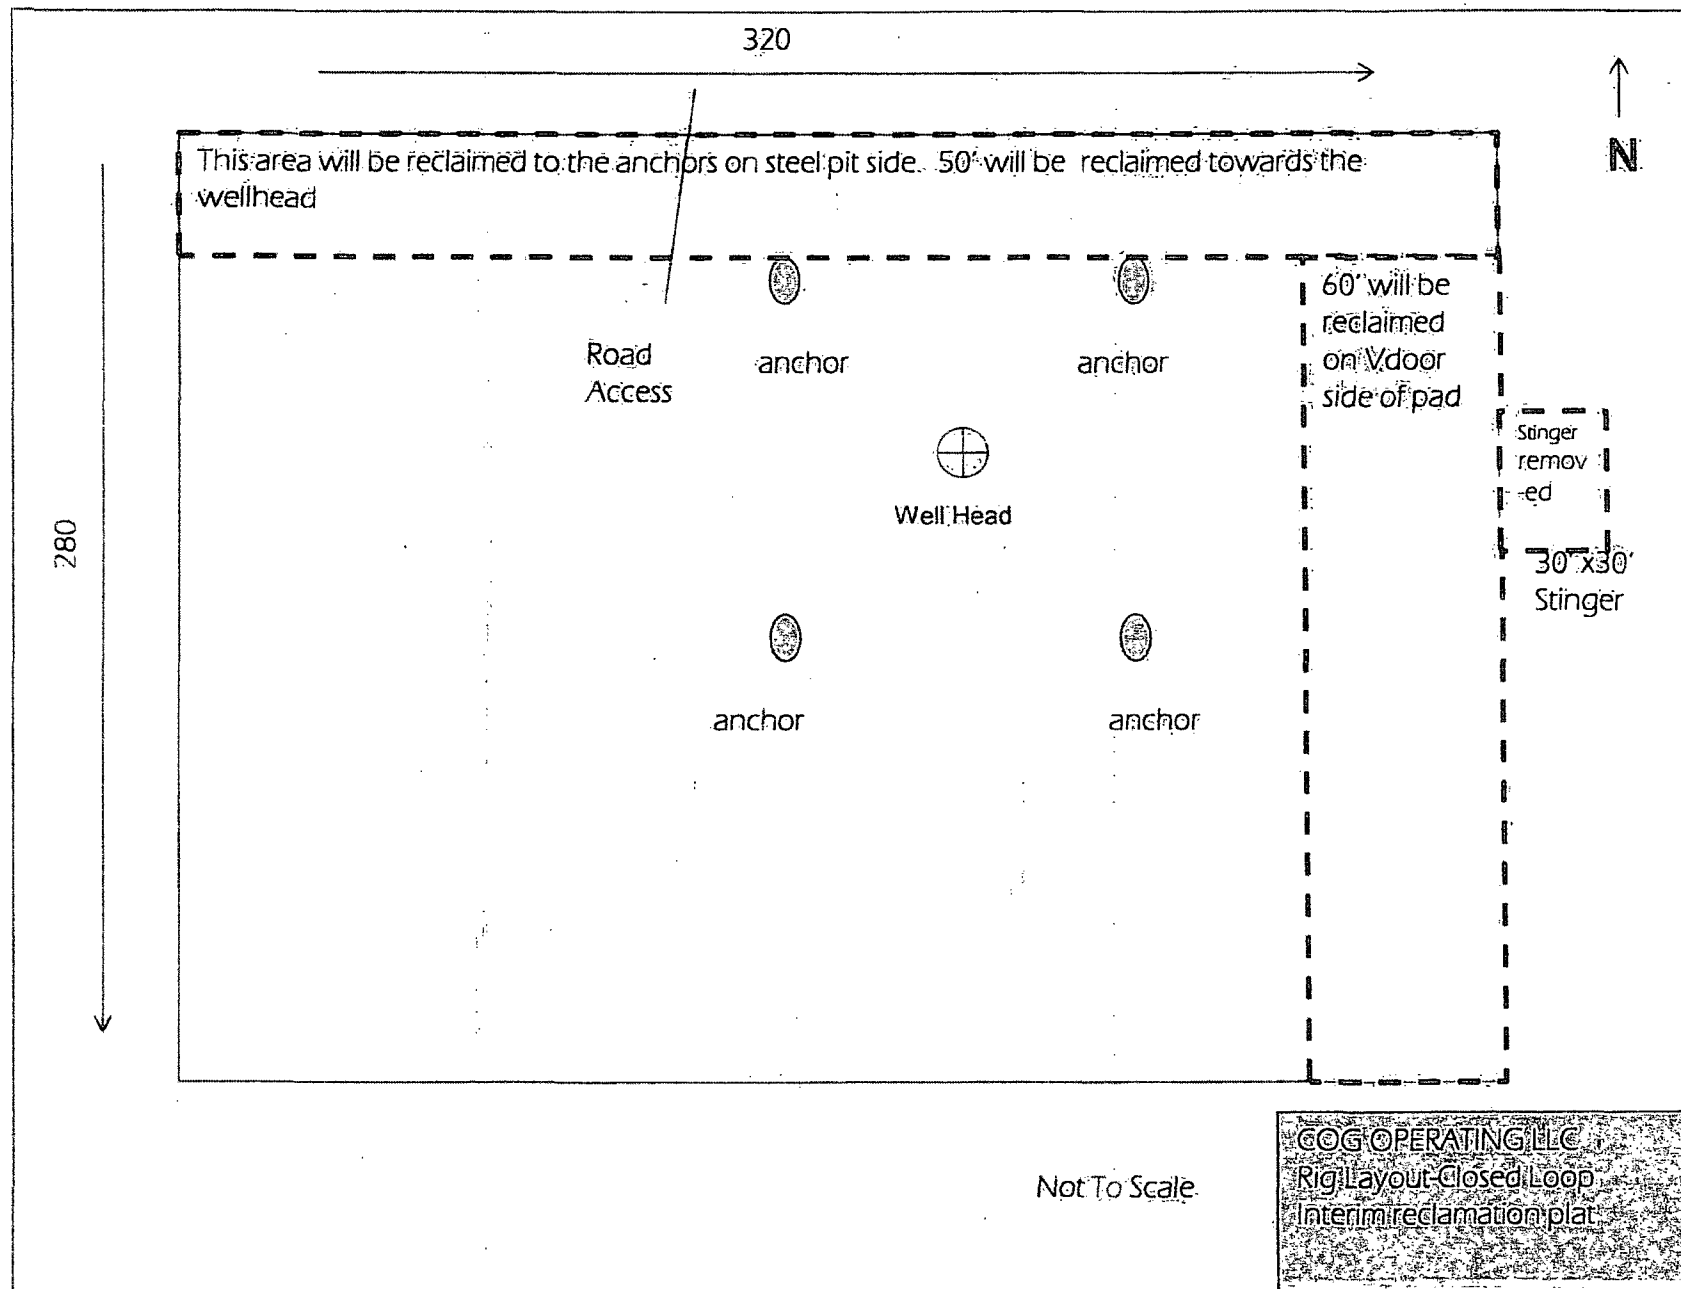 320
N
This area will be reclaimed to the anchors on steel pit side. 50' will be reclaimed towards the
wellhead
60' will be
reclaimed
on Vdoor
side of pad
Road
Access
anchor
anchor
Stinger
remov
-ed
Well Head
280
30' x30'
Stinger
anchor
anchor
Not To Scale
COG OPERATING LLC
Rig Layout-Closed Loop
Interim reclamation plat